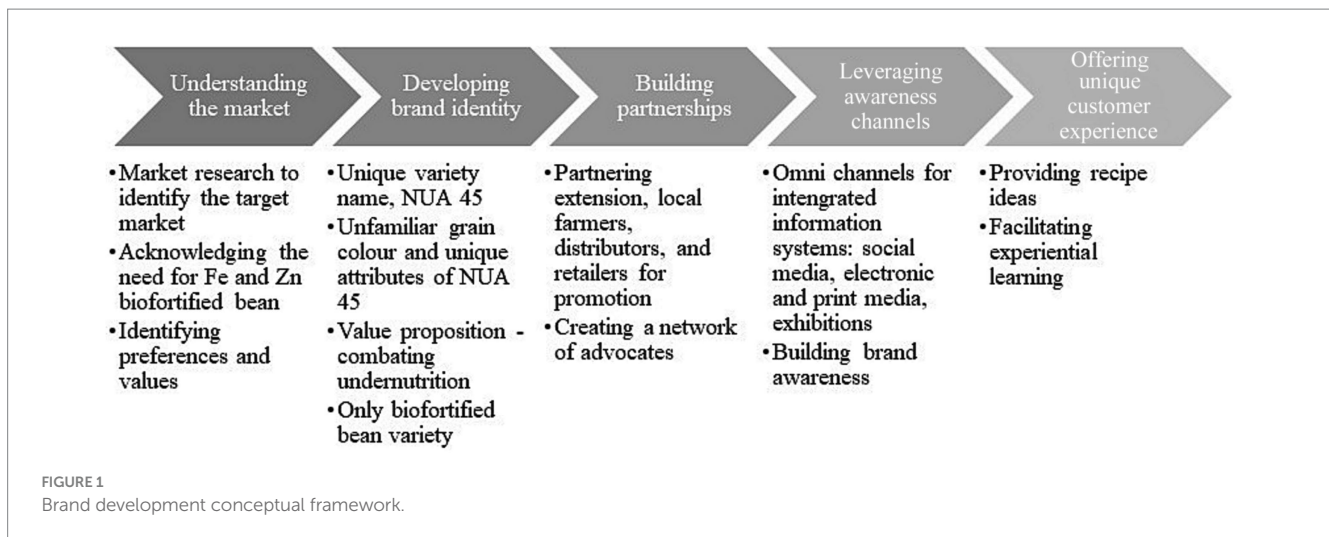 Understanding
the market
Developing
brand identity
Building
partnerships
Leveraging
awareness
channels
Offering
unique
customer
experience
•Market research to
identify the target
market
•Acknowledging the
need for Fe and Zn
biofortified bean
•Identifying
preferences and
values
•Unique variety
name, NUA 45
•Unfamiliar grain
colour and unique
attributes of NUA
45
•Value proposition -
combating
undernutrition
•Only biofortified
bean variety
•Partnering
extension, local
farmers,
distributors, and
retailers for
promotion
•Creating a network
of advocates
•Omni channels for
intengrated
information
systems: social
media, electronic
and print media,
exhibitions
•Building brand
awareness
•Providing recipe
ideas
•Facilitating
experiential
learning
FIGURE 1
Brand development conceptual framework.